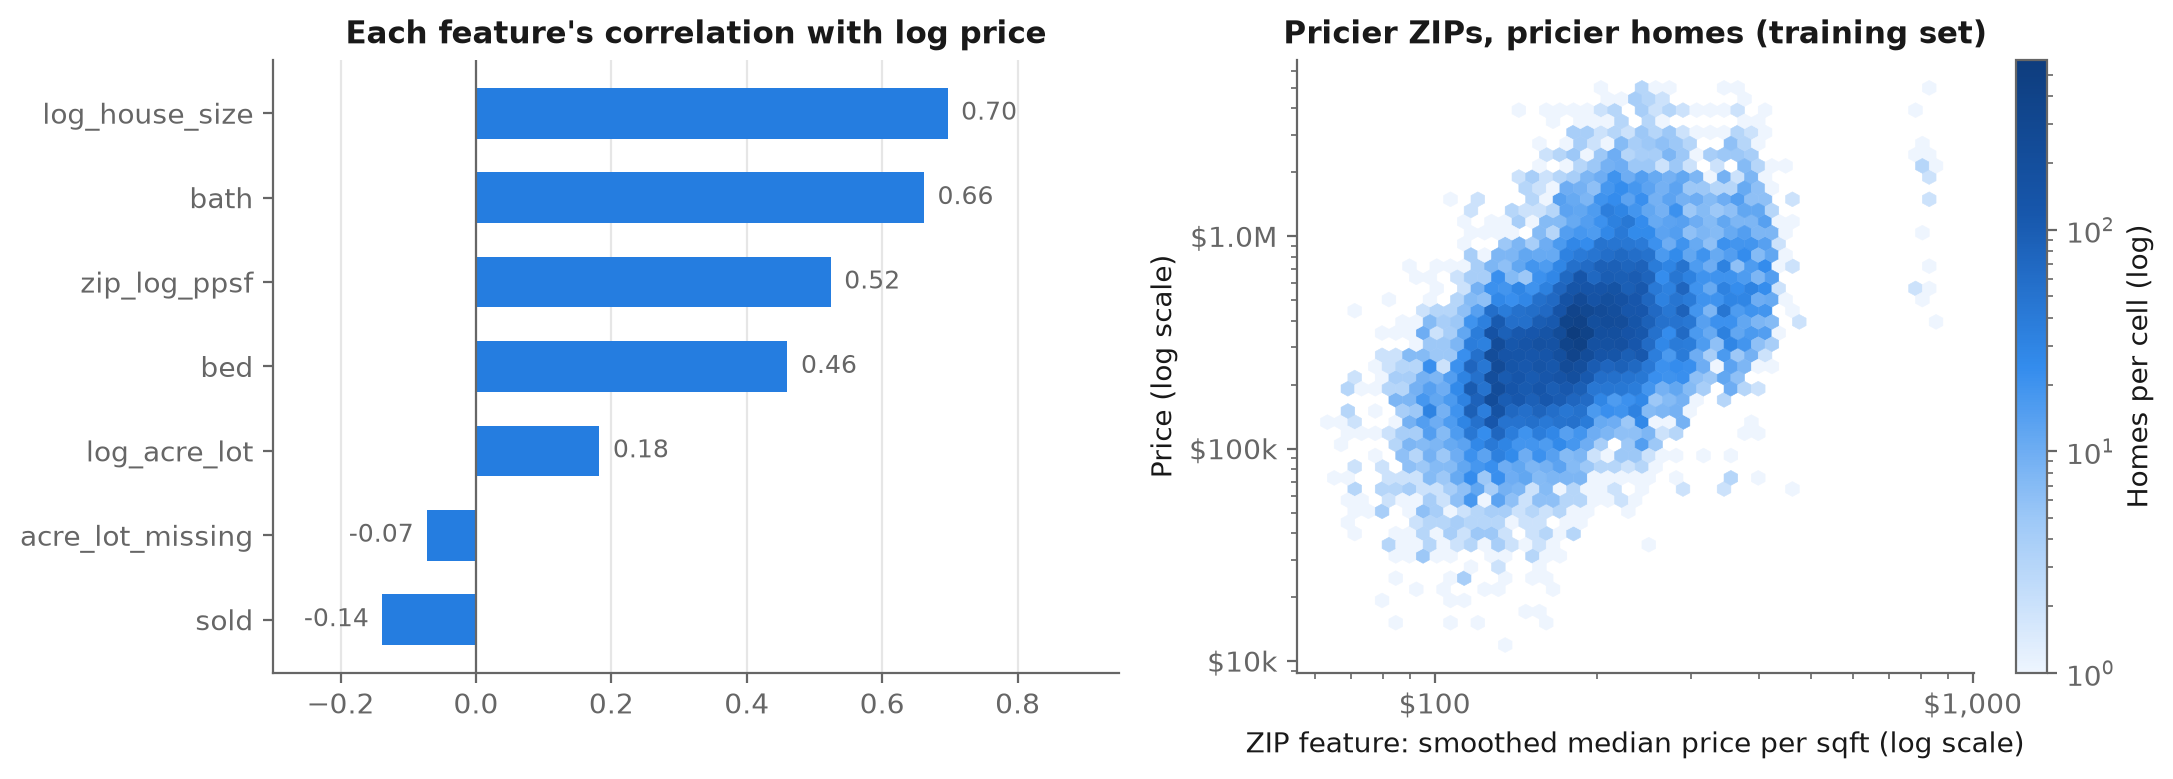 Each feature's correlation with log price
log_house_size
0.70
bath
0.66
zip_log_ppsf
0.52
bed
0.46
log_acre_lot
0.18
acre_lot_missing
-0.07
sold
-0.14
−0.2
0.0
0.2
0.4
0.6
0.8
Pricier ZIPs, pricier homes (training set)
Price (log scale)
$1.0M
$100k
$10k
$100
$1,000
ZIP feature: smoothed median price per sqft (log scale)
10²
10¹
10⁰
Homes per cell (log)